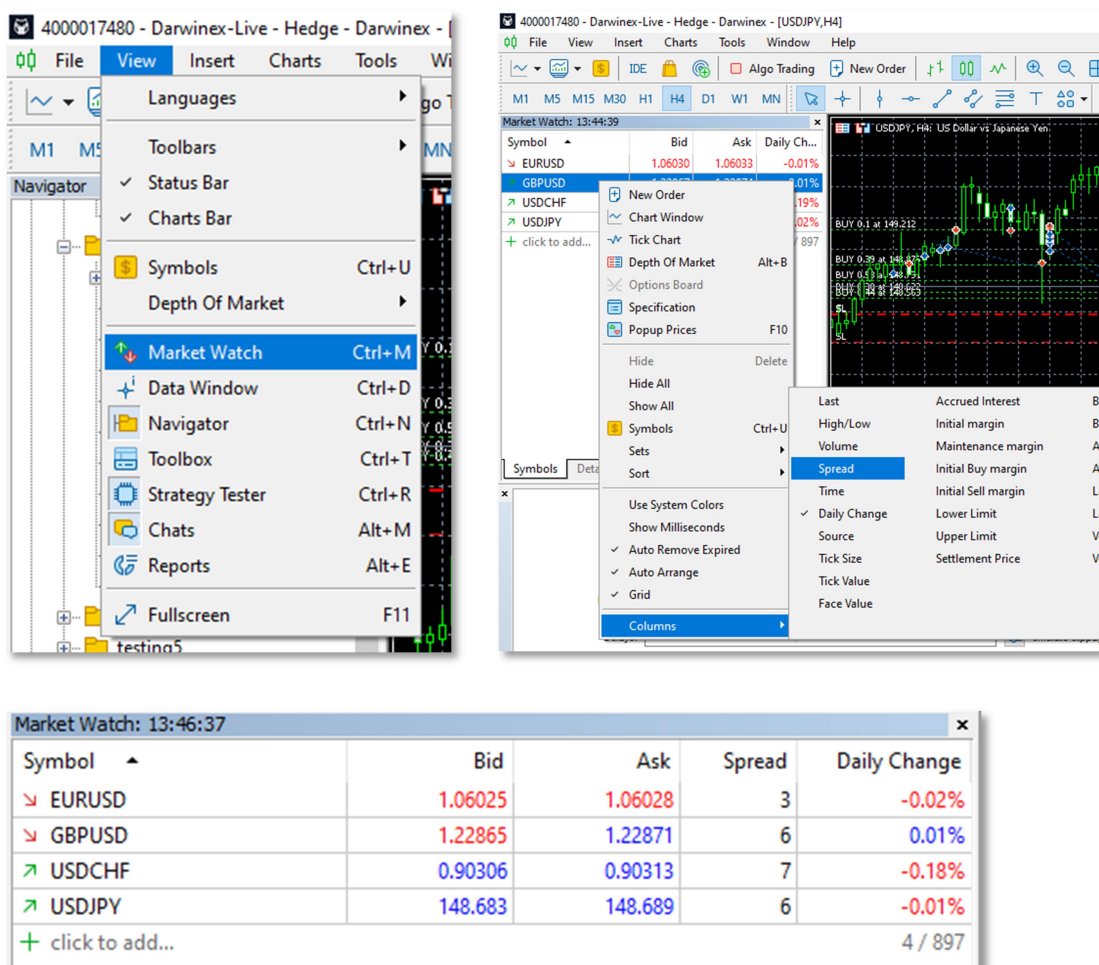 4000017480 - Darwinex-Live - Hedge - Darwinex - [
File View Insert Charts Tools
Languages
M1
Navigator
Toolbars
Status Bar
Charts Bar
Symbols Ctrl+U
Depth Of Market
Market Watch Ctrl+M
Data Window Ctrl+D
Navigator Ctrl+N
Toolbox Ctrl+T
Strategy Tester Ctrl+R
Chats Alt+M
Reports Alt+E
Fullscreen F11
testing5
MN
4000017480 - Darwinex-Live - Hedge - Darwinex - [USDJPY,H4]
File View Insert Charts Tools Window Help
IDE Algo Trading New Order
M1 M5 M15 M30 H1 H4 D1 W1 MN
Market Watch: 13:44:39
Symbol Bid Ask Daily Ch...
EURUSD 1.06030 1.06033 -0.01%
GBPUSD
USDCHF .19%
USDJPY .02%
click to add... / 897
Symbols
New Order
Chart Window
Tick Chart
Depth Of Market Alt+B
Options Board
Specification
Popup Prices F10
Hide Delete
Hide All
Show All
Symbols Ctrl+U
Sets
Sort
Use System Colors
Show Milliseconds
Auto Remove Expired
Auto Arrange
Grid
Columns
USDJPY, H4: US Dollar vs Japanese Yen
BUY 0.1 at 149.212
SL
SL
Last Accrued Interest
High/Low Initial margin
Volume Maintenance margin
Spread Initial Buy margin
Time Initial Sell margin
Daily Change Lower Limit
Source Upper Limit
Tick Size Settlement Price
Tick Value
Face Value
Market Watch: 13:46:37
Symbol Bid Ask Spread Daily Change
EURUSD 1.06025 1.06028 3 -0.02%
GBPUSD 1.22865 1.22871 6 0.01%
USDCHF 0.90306 0.90313 7 -0.18%
USDJPY 148.683 148.689 6 -0.01%
click to add... 4 / 897